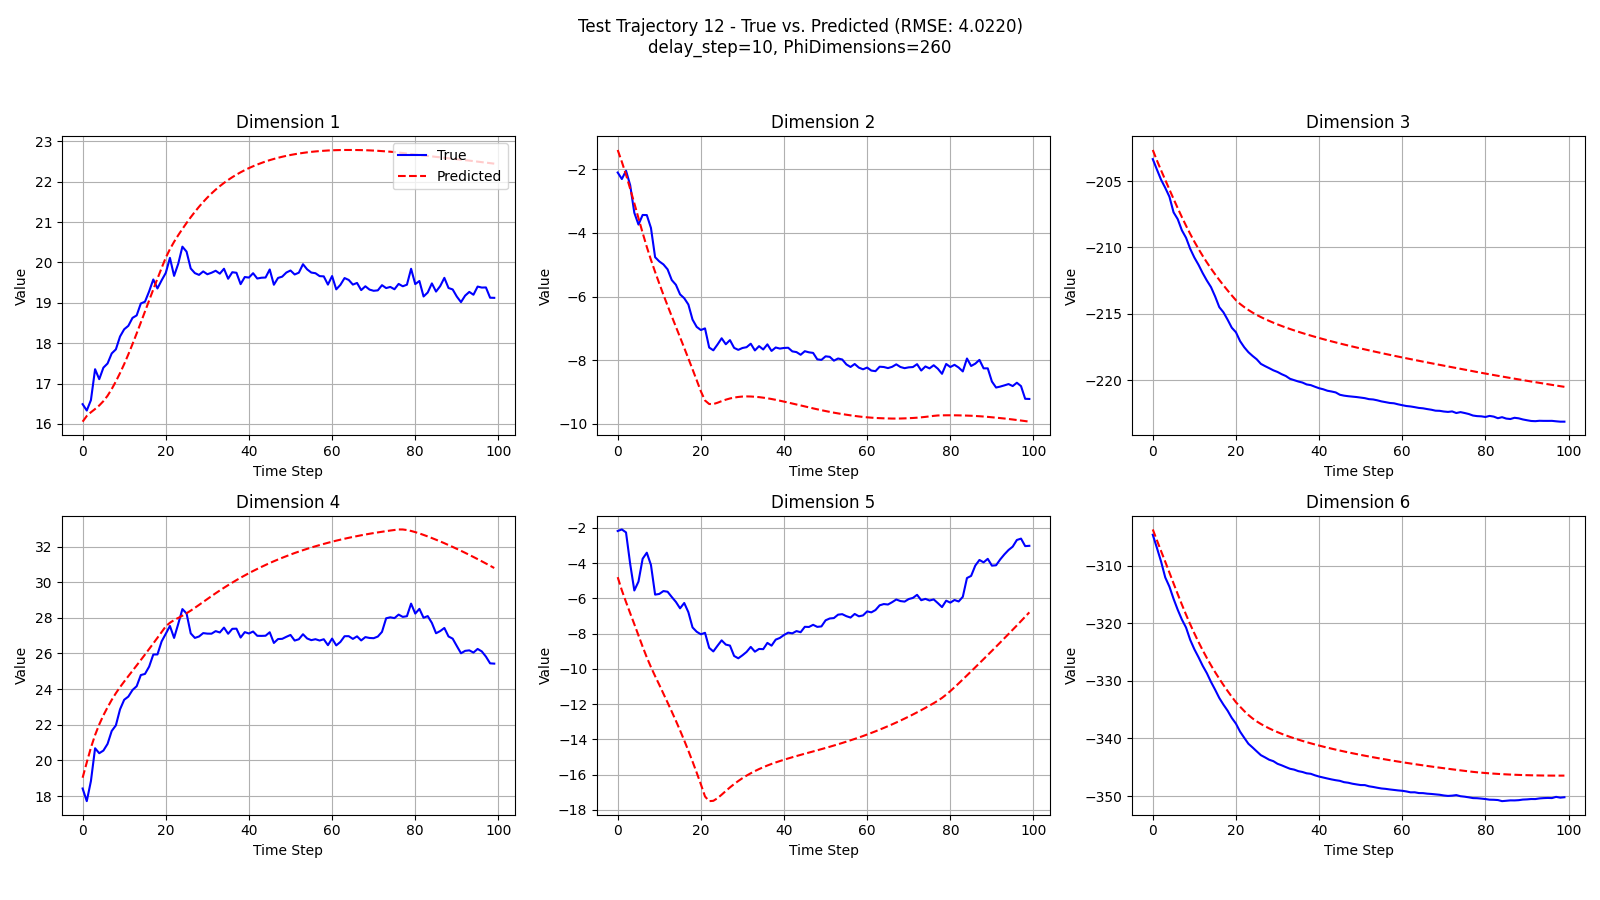 Test Trajectory 12 - True vs. Predicted (RMSE: 4.0220)
delay_step=10, PhiDimensions=260
Dimension 1
23
22
21
20
19
18
17
16
Value
0 20 40 60 80 100
Time Step
True
Predicted
Dimension 2
−2
−4
−6
−8
−10
Value
0 20 40 60 80 100
Time Step
Dimension 3
−205
−210
−215
−220
Value
0 20 40 60 80 100
Time Step
Dimension 4
32
30
28
26
24
22
20
18
Value
0 20 40 60 80 100
Time Step
Dimension 5
−2
−4
−6
−8
−10
−12
−14
−16
−18
Value
0 20 40 60 80 100
Time Step
Dimension 6
−310
−320
−330
−340
−350
Value
0 20 40 60 80 100
Time Step